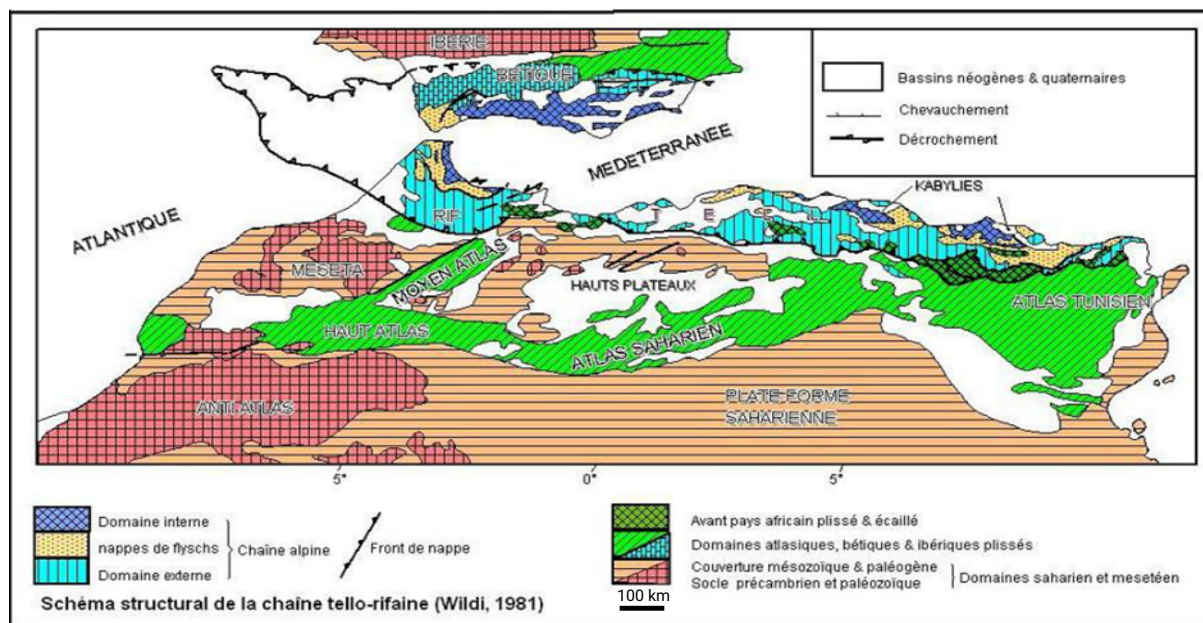 IBERIE
BETIQUE
Bassins néogènes & quaternaires
Chevauchement
Décrochement
MEDETERRANEE
KABYLIES
ATLANTIQUE
RIF
T E L L
MESETA
MOYEN ATLAS
HAUTS PLATEAUX
ATLAS TUNISIEN
HAUT ATLAS
ATLAS SAHARIEN
ANTI ATLAS
PLATE FORME
SAHARIENNE
5° 0° 5°
Domaine interne
nappes de flyschs
Domaine externe
Chaîne alpine
Front de nappe
Avant pays africain plissé & écaillé
Domaines atlasiques, bétiques & ibériques plissés
Couverture mésozoïque & paléogène
Socle précambrien et paléozoïque
Domaines saharien et mesetéen
100 km
Schéma structural de la chaîne tello-rifaine (Wildi, 1981)